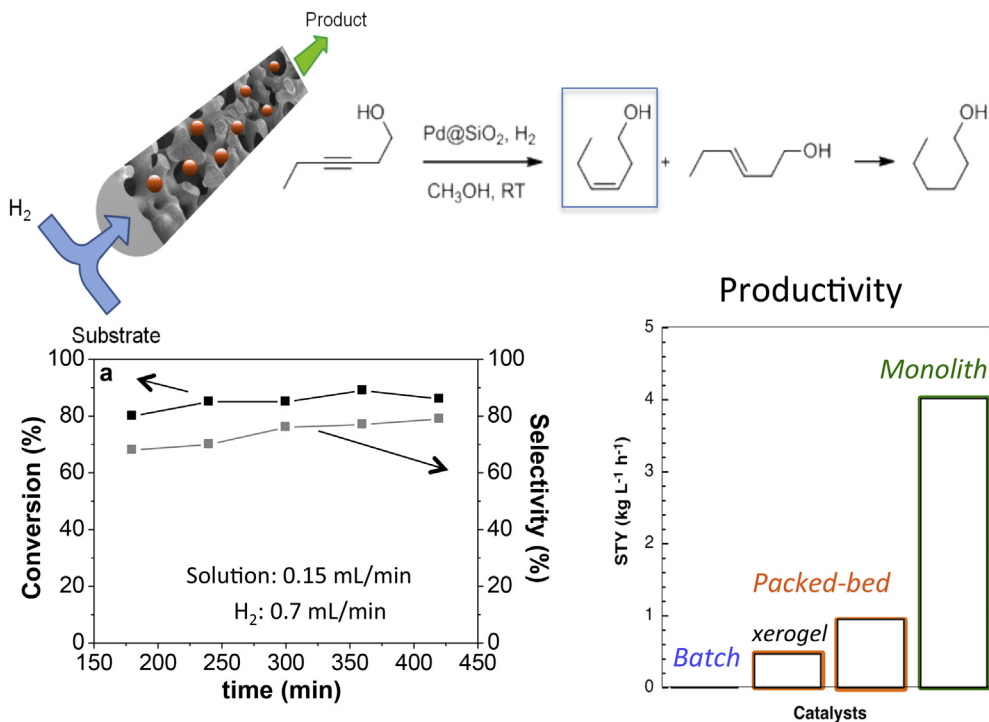 Product
H₂
Substrate
HO
Pd@SiO₂, H₂
CH₃OH, RT
OH
+
OH
OH
a
Conversion (%)
100
80
60
40
20
0
150 200 250 300 350 400 450
time (min)
100
80
60
40
20
0
Selectivity (%)
Solution: 0.15 mL/min
H₂: 0.7 mL/min
Productivity
STY (kg L⁻¹ h⁻¹)
5
4
3
2
1
0
Monolith
Packed-bed
xerogel
Batch
Catalysts